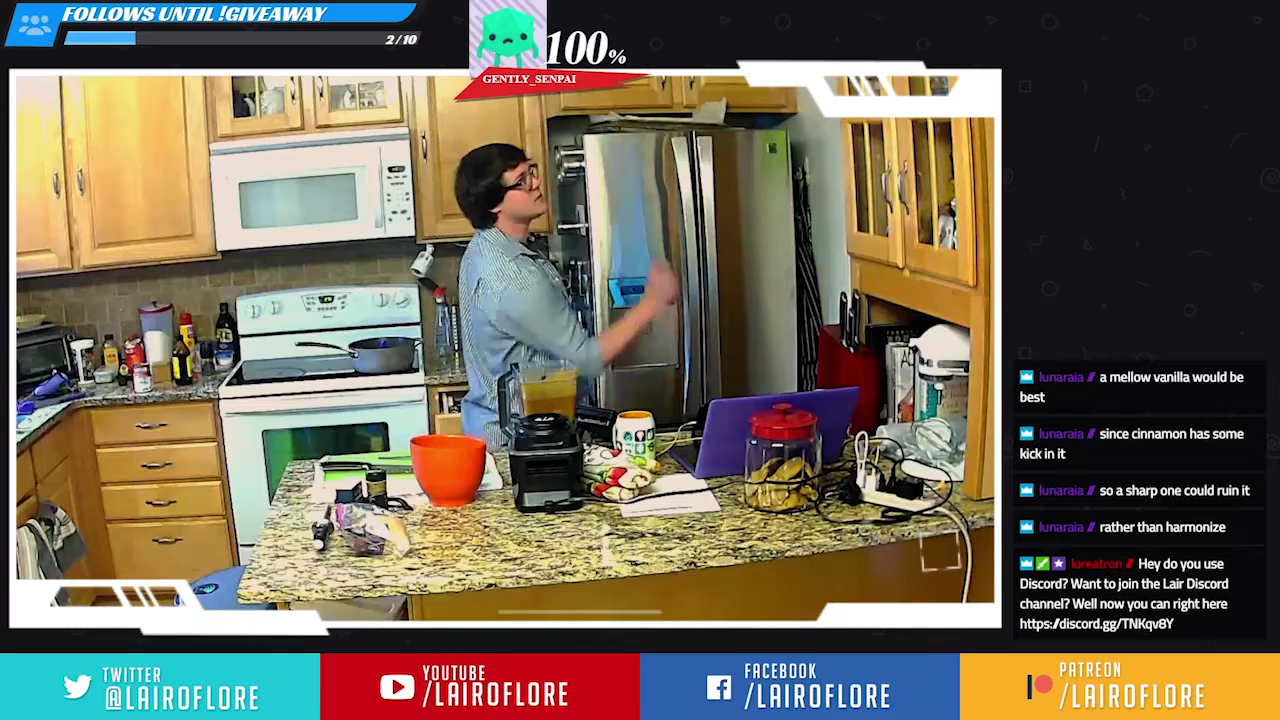 FOLLOWS UNTIL !GIVEAWAY
2/10
100%
GENTLY_SENPAI
lunaraia // a mellow vanilla would be
best
lunaraia // since cinnamon has some
kick in it
lunaraia // so a sharp one could ruin it
lunaraia // rather than harmonize
loreatron // Hey do you use
Discord? Want to join the Lair Discord
channel? Well now you can right here
https://discord.gg/TNKqv8Y
TWITTER
@LAIROFLORE
YOUTUBE
/LAIROFLORE
FACEBOOK
/LAIROFLORE
PATREON
/LAIROFLORE